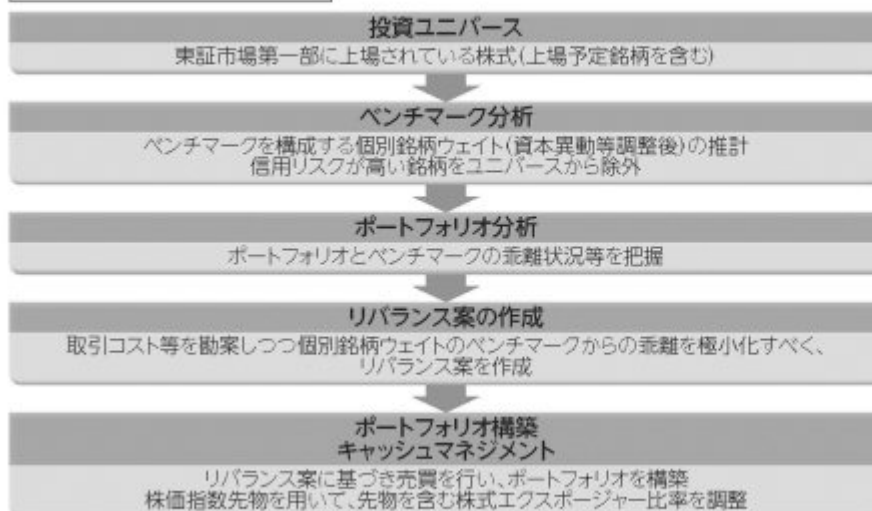 投資ユニバース
東証市場第一部に上場されている株式(上場予定銘柄を含む)
ベンチマーク分析
ベンチマークを構成する個別銘柄ウェイト(資本異動等調整後)の推計
信用リスクが高い銘柄をユニバースから除外
ポートフォリオ分析
ポートフォリオとベンチマークの乖離状況等を把握
リバランス案の作成
取引コスト等を勘案しつつ個別銘柄ウェイトのベンチマークからの乖離を極小化すべく、
リバランス案を作成
ポートフォリオ構築
キャッシュマネジメント
リバランス案に基づき売買を行い、ポートフォリオを構築
株価指数先物を用いて、先物を含む株式エクスポージャー比率を調整